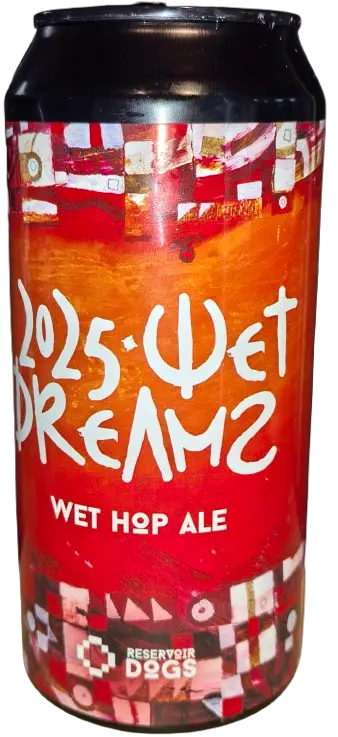 2025 · Wet
DREAMS
WET HOP ALE
RESERVOIR
DOGS